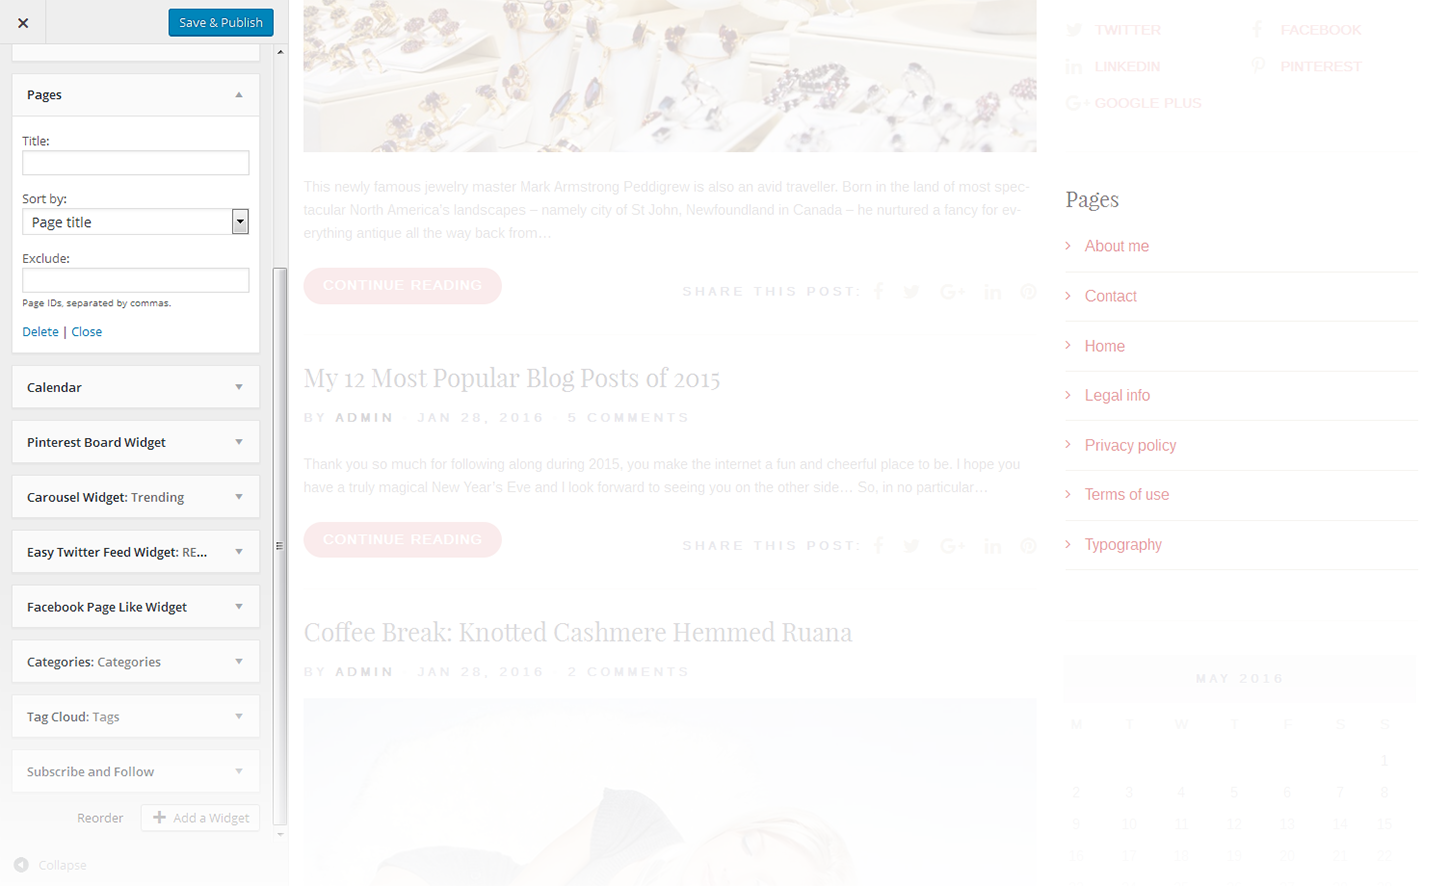 Save & Publish
Pages
Title:
Sort by:
Page title
Exclude:
Page IDs, separated by commas.
Delete | Close
Calendar
Pinterest Board Widget
Carousel Widget: Trending
Easy Twitter Feed Widget: RE...
Facebook Page Like Widget
Categories: Categories
Tag Cloud: Tags
Subscribe and Follow
Reorder
Add a Widget
Collapse
This newly famous jewelry master Mark Armstrong Peddigrew is also an avid traveller. Born in the land of most spec-
tacular North America's landscapes – namely city of St John, Newfoundland in Canada – he nurtured a fancy for ev-
erything antique all the way back from…
CONTINUE READING
SHARE THIS POST:
My 12 Most Popular Blog Posts of 2015
BY ADMIN · JAN 28, 2016 · 5 COMMENTS
Thank you so much for following along during 2015, you make the internet a fun and cheerful place to be. I hope you
have a truly magical New Year's Eve and I look forward to seeing you on the other side… So, in no particular…
CONTINUE READING
SHARE THIS POST:
Coffee Break: Knotted Cashmere Hemmed Ruana
BY ADMIN JAN 28, 2016 2 COMMENTS
TWITTER
FACEBOOK
LINKEDIN
PINTEREST
GOOGLE PLUS
Pages
About me
Contact
Home
Legal info
Privacy policy
Terms of use
Typography
MAY 2016
M T W T F S S
1
2 3 4 5 6 7 8
9 10 11 12 13 14 15
16 17 18 19 20 21 22